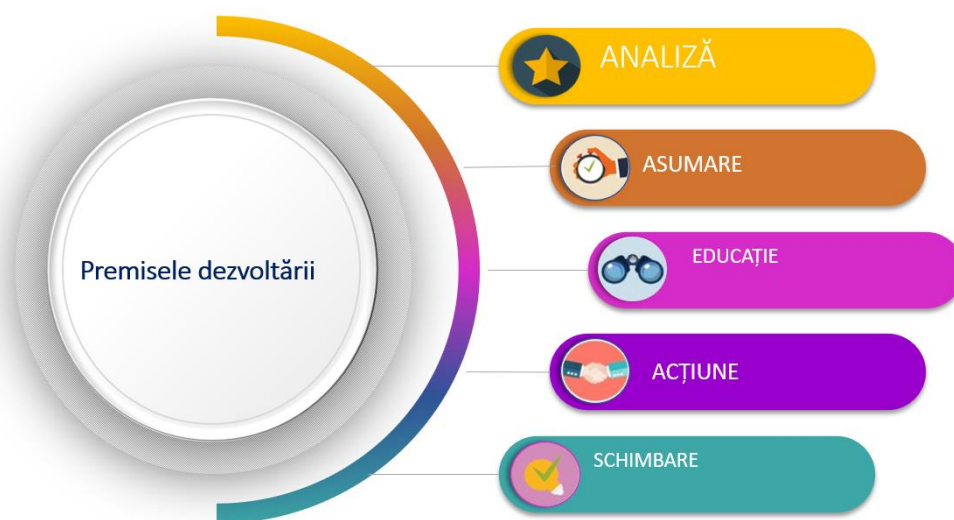 Premisele dezvoltării
ANALIZĂ
ASUMARE
EDUCAȚIE
ACȚIUNE
SCHIMBARE